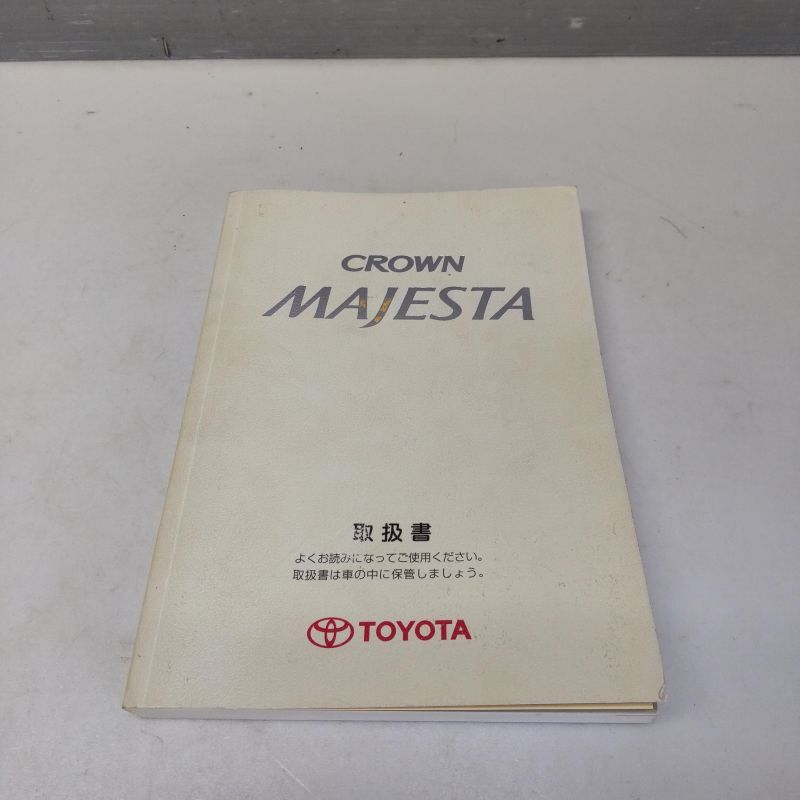 CROWN
MAJESTA
取扱書
よくお読みになってご使用ください。
取扱書は車の中に保管しましょう。
TOYOTA